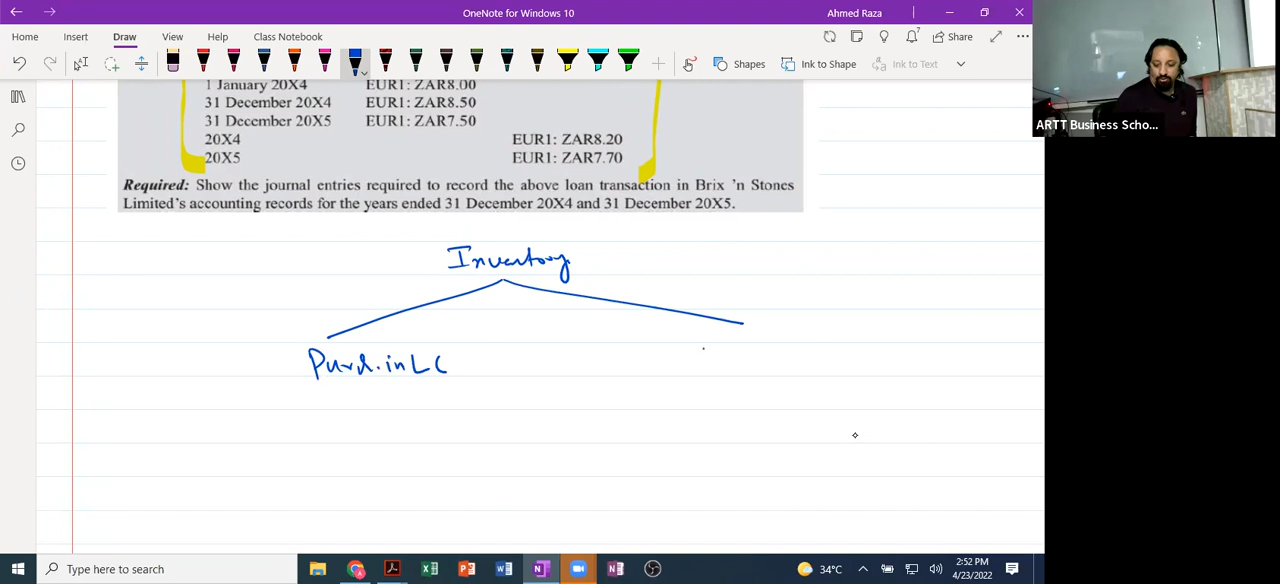 OneNote for Windows 10
Ahmed Raza
Home Insert Draw View Help Class Notebook
Share
Shapes
Ink to Shape
Ink to Text
ARTT Business Scho...
1 January 20X4 EUR1: ZAR8.00
31 December 20X4 EUR1: ZAR8.50
31 December 20X5 EUR1: ZAR7.50
20X4 EUR1: ZAR8.20
20X5 EUR1: ZAR7.70
Required: Show the journal entries required to record the above loan transaction in Brix 'n Stones
Limited's accounting records for the years ended 31 December 20X4 and 31 December 20X5.
Inventory
Purch.in LC
Type here to search
34°C
2:52 PM
4/23/2022